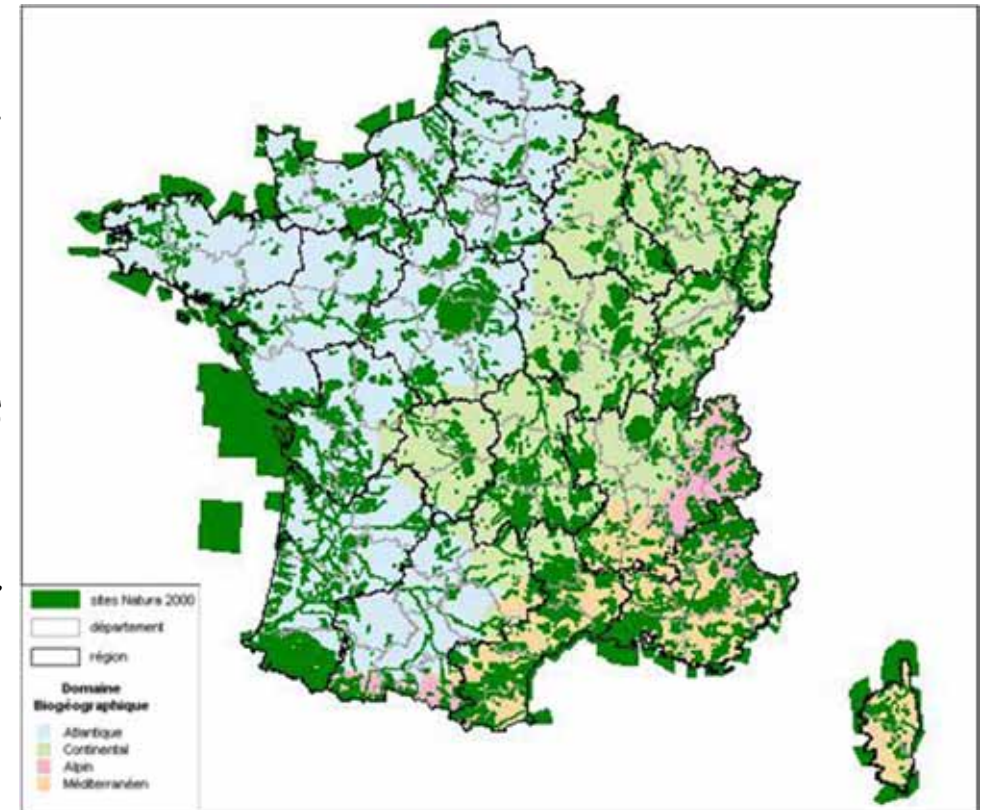 sites Natura 2000
département
région
Domaine
Biogéographique
Atlantique
Continental
Alpin
Méditerranéen